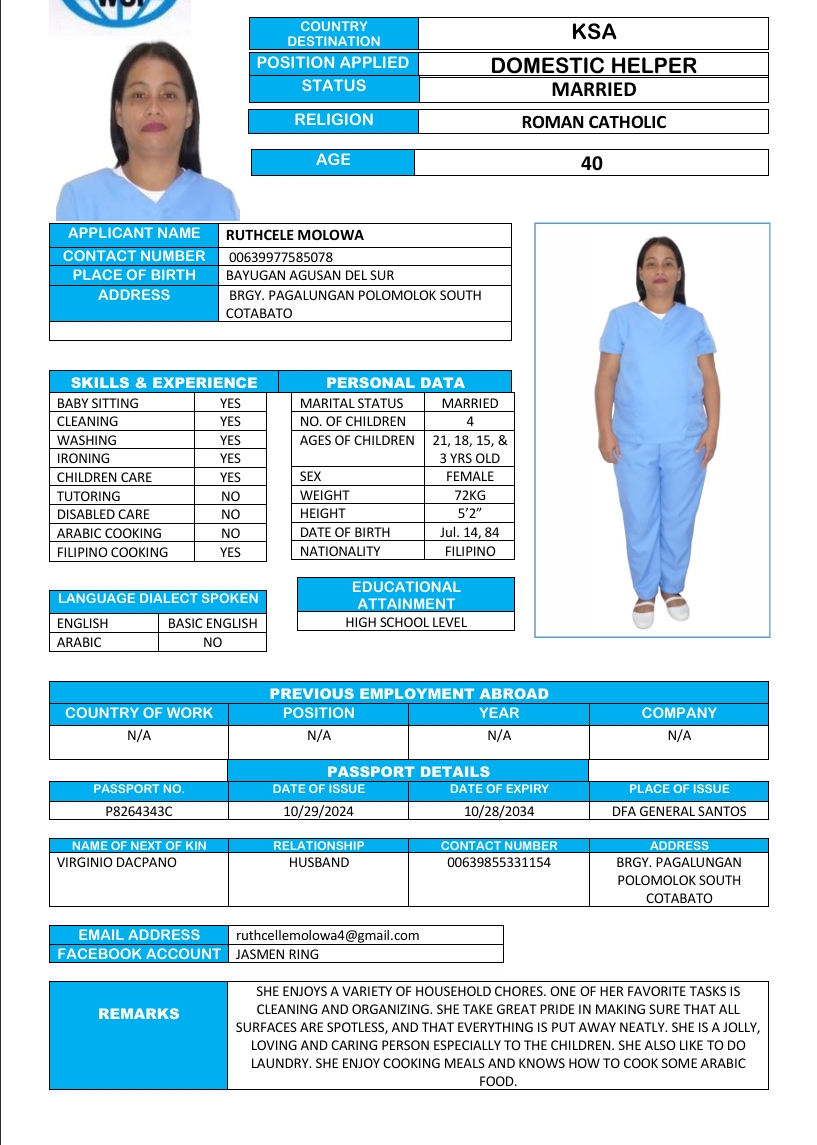 COUNTRY DESTINATION KSA
POSITION APPLIED DOMESTIC HELPER
STATUS MARRIED
RELIGION ROMAN CATHOLIC
AGE 40
APPLICANT NAME RUTHCELE MOLOWA
CONTACT NUMBER 00639977585078
PLACE OF BIRTH BAYUGAN AGUSAN DEL SUR
ADDRESS BRGY. PAGALUNGAN POLOMOLOK SOUTH
COTABATO
SKILLS & EXPERIENCE
BABY SITTING YES
CLEANING YES
WASHING YES
IRONING YES
CHILDREN CARE YES
TUTORING NO
DISABLED CARE NO
ARABIC COOKING NO
FILIPINO COOKING YES
PERSONAL DATA
MARITAL STATUS MARRIED
NO. OF CHILDREN 4
AGES OF CHILDREN 21, 18, 15, &
3 YRS OLD
SEX FEMALE
WEIGHT 72KG
HEIGHT 5’2”
DATE OF BIRTH Jul. 14, 84
NATIONALITY FILIPINO
LANGUAGE DIALECT SPOKEN
ENGLISH BASIC ENGLISH
ARABIC NO
EDUCATIONAL
ATTAINMENT
HIGH SCHOOL LEVEL
PREVIOUS EMPLOYMENT ABROAD
COUNTRY OF WORK POSITION YEAR COMPANY
N/A N/A N/A N/A
PASSPORT DETAILS
PASSPORT NO. DATE OF ISSUE DATE OF EXPIRY PLACE OF ISSUE
P8264343C 10/29/2024 10/28/2034 DFA GENERAL SANTOS
NAME OF NEXT OF KIN RELATIONSHIP CONTACT NUMBER ADDRESS
VIRGINIO DACPANO HUSBAND 00639855331154 BRGY. PAGALUNGAN
POLOMOLOK SOUTH
COTABATO
EMAIL ADDRESS ruthcellemolowa4@gmail.com
FACEBOOK ACCOUNT JASMEN RING
REMARKS
SHE ENJOYS A VARIETY OF HOUSEHOLD CHORES. ONE OF HER FAVORITE TASKS IS
CLEANING AND ORGANIZING. SHE TAKE GREAT PRIDE IN MAKING SURE THAT ALL
SURFACES ARE SPOTLESS, AND THAT EVERYTHING IS PUT AWAY NEATLY. SHE IS A JOLLY,
LOVING AND CARING PERSON ESPECIALLY TO THE CHILDREN. SHE ALSO LIKE TO DO
LAUNDRY. SHE ENJOY COOKING MEALS AND KNOWS HOW TO COOK SOME ARABIC
FOOD.